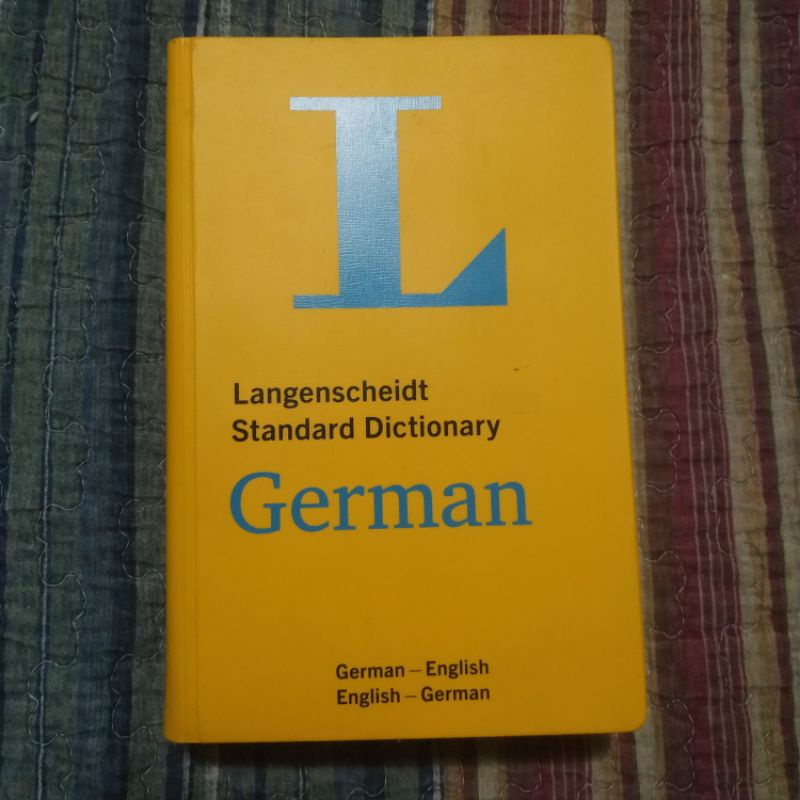 L
Langenscheidt
Standard Dictionary
German
German – English
English – German